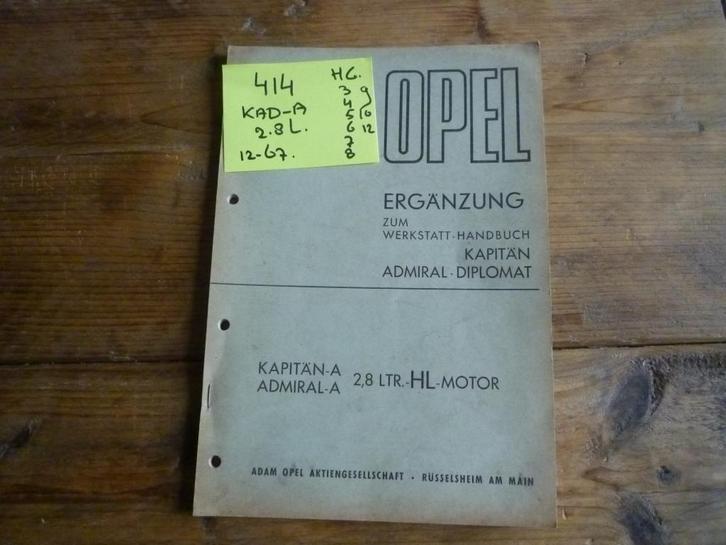 414
KAD-A
2.8 L.
12-67.
HG.
3 9
4
5 10
6 12
7
8
OPEL
ERGÄNZUNG
ZUM
WERKSTATT-HANDBUCH
KAPITÄN
ADMIRAL · DIPLOMAT
KAPITÄN-A
ADMIRAL-A
2,8 LTR.-HL-MOTOR
ADAM OPEL AKTIENGESELLSCHAFT · RÜSSELSHEIM AM MAIN